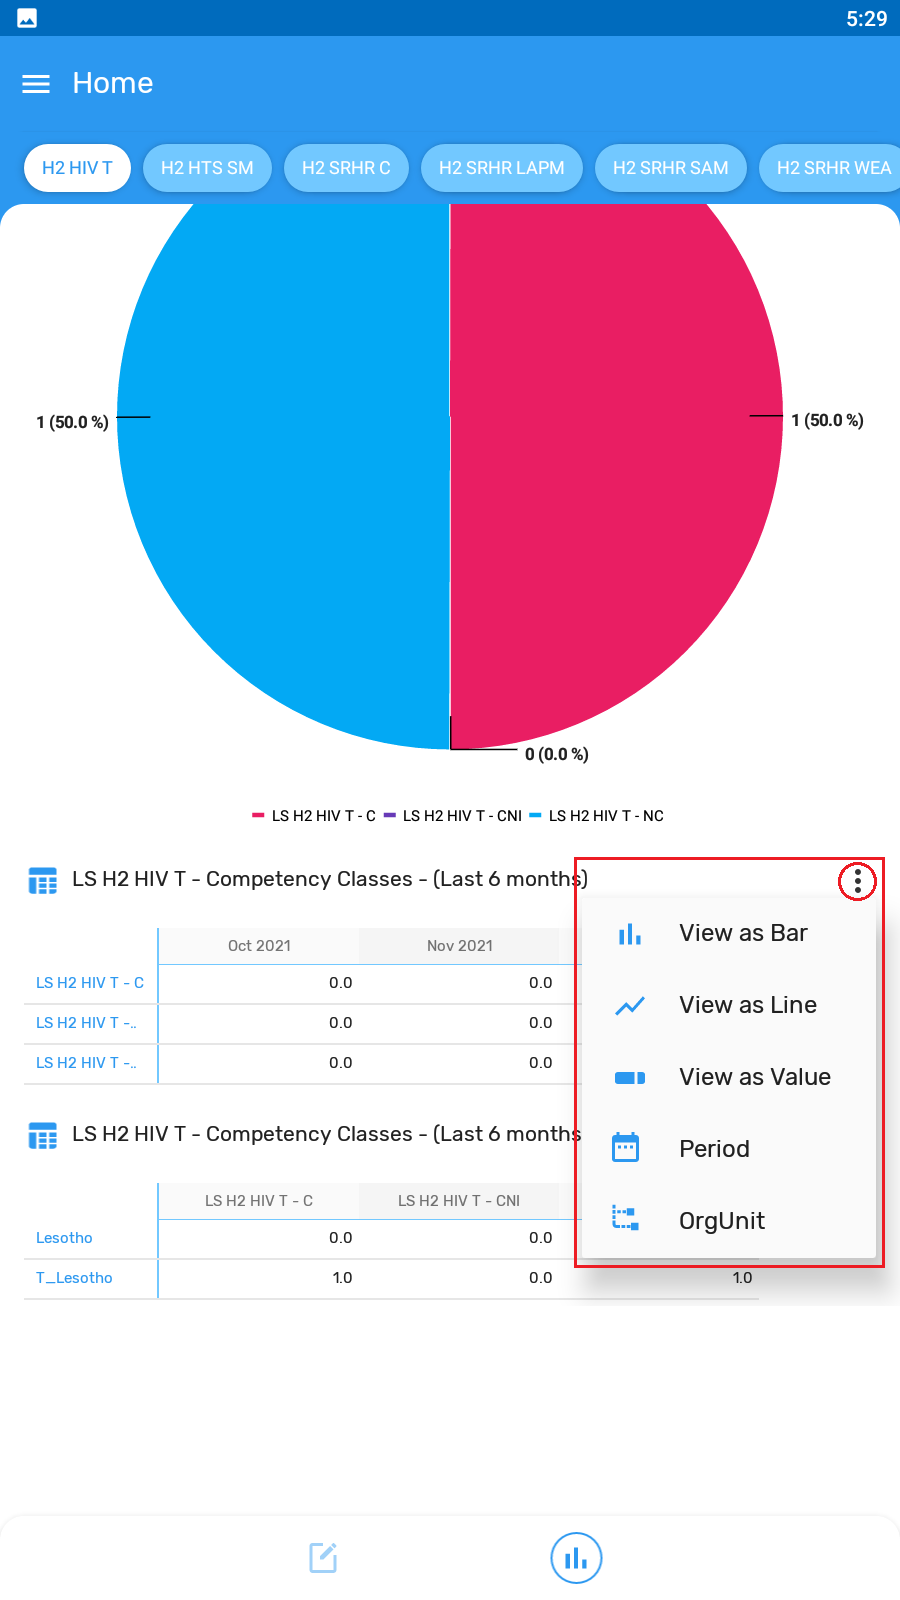 5:29
Home
H2 HIV T H2 HTS SM H2 SRHR C H2 SRHR LAPM H2 SRHR SAM H2 SRHR WEA
1 (50.0 %) 1 (50.0 %)
0 (0.0 %)
LS H2 HIV T - C LS H2 HIV T - CNI LS H2 HIV T - NC
LS H2 HIV T - Competency Classes - (Last 6 months)
Oct 2021 Nov 2021
LS H2 HIV T - C 0.0 0.0
LS H2 HIV T -.. 0.0 0.0
LS H2 HIV T -.. 0.0 0.0
View as Bar
View as Line
View as Value
Period
OrgUnit
LS H2 HIV T - Competency Classes - (Last 6 months
LS H2 HIV T - C LS H2 HIV T - CNI
Lesotho 0.0 0.0
T_Lesotho 1.0 0.0 1.0